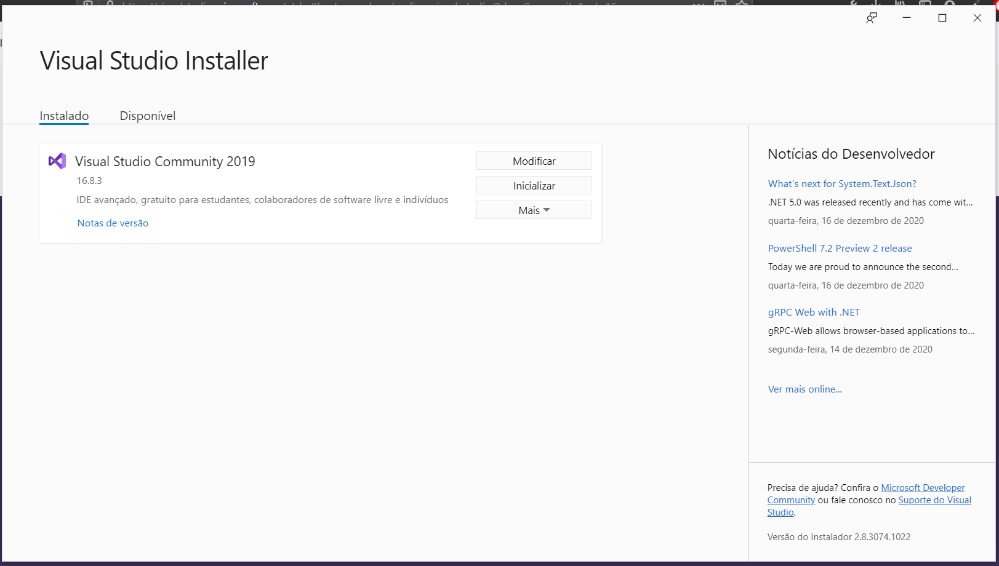 Visual Studio Installer
Instalado
Disponível
Visual Studio Community 2019
16.8.3
IDE avançado, gratuito para estudantes, colaboradores de software livre e indivíduos
Notas de versão
Modificar
Inicializar
Mais
Notícias do Desenvolvedor
What's next for System.Text.Json?
.NET 5.0 was released recently and has come wit...
quarta-feira, 16 de dezembro de 2020
PowerShell 7.2 Preview 2 release
Today we are proud to announce the second...
quarta-feira, 16 de dezembro de 2020
gRPC Web with .NET
gRPC-Web allows browser-based applications to...
segunda-feira, 14 de dezembro de 2020
Ver mais online...
Precisa de ajuda? Confira o Microsoft Developer
Community ou fale conosco no Suporte do Visual
Studio.
Versão do Instalador 2.8.3074.1022